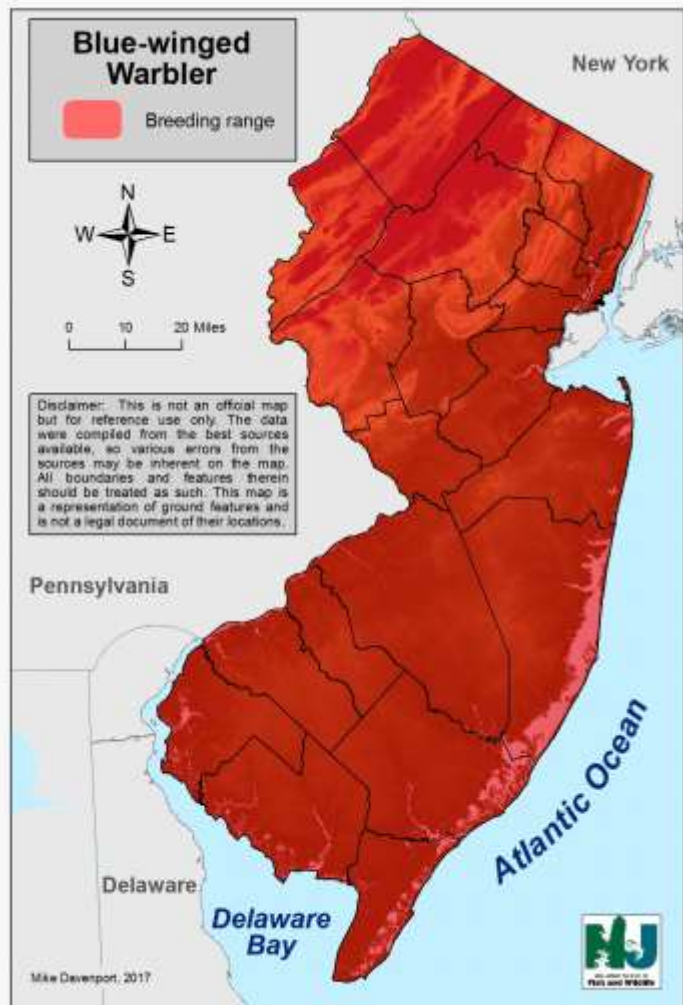 Blue-winged
Warbler
Breeding range
New York
N
W E
S
0 10 20 Miles
Disclaimer: This is not an official map
but for reference use only. The data
were compiled from the best sources
available, so various errors from the
sources may be inherent on the map.
All boundaries and features therein
should be treated as such. This map is
a representation of ground features and
is not a legal document of their locations.
Pennsylvania
Atlantic Ocean
Delaware
Delaware
Bay
Mike Davenport, 2017
NJ
Fish and Wildlife